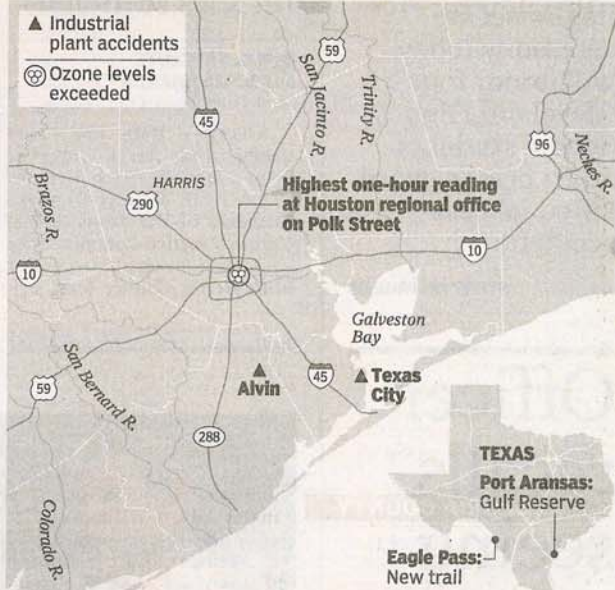 Industrial
plant accidents
Ozone levels
exceeded
59
San Jacinto R.
Trinity R.
45
96
Neches R.
HARRIS
290
Brazos R.
Highest one-hour reading
at Houston regional office
on Polk Street
10
10
Galveston
Bay
59
San Bernard R.
Alvin
45
Texas
City
288
Colorado R.
TEXAS
Port Aransas:
Gulf Reserve
Eagle Pass:
New trail